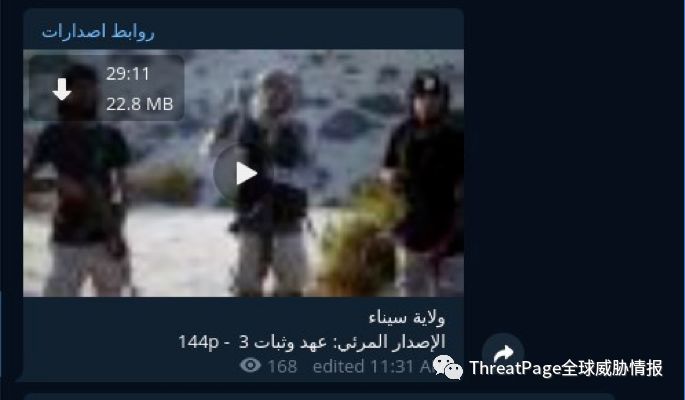 روابط اصدارات
29:11
22.8 MB
ولاية سيناء
الإصدار المرئي: عهد وثبات 3 - 144p
168 edited 11:31
ThreatPage全球威胁情报